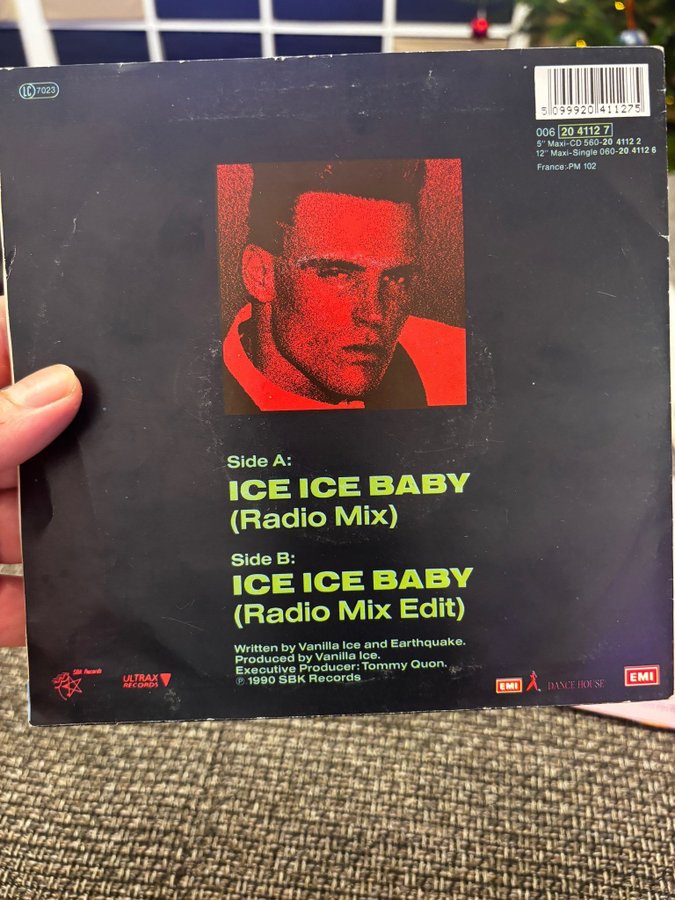 LC 7023
5 099920 411275
006 20 4112 7
5" Maxi-CD 560-20 4112 2
12" Maxi-Single 060-20 4112 6
France: PM 102
Side A:
ICE ICE BABY
(Radio Mix)
Side B:
ICE ICE BABY
(Radio Mix Edit)
Written by Vanilla Ice and Earthquake.
Produced by Vanilla Ice.
Executive Producer: Tommy Quon.
℗ 1990 SBK Records
SBK Records
ULTRAX
RECORDS
EMI DANCE HOUSE EMI